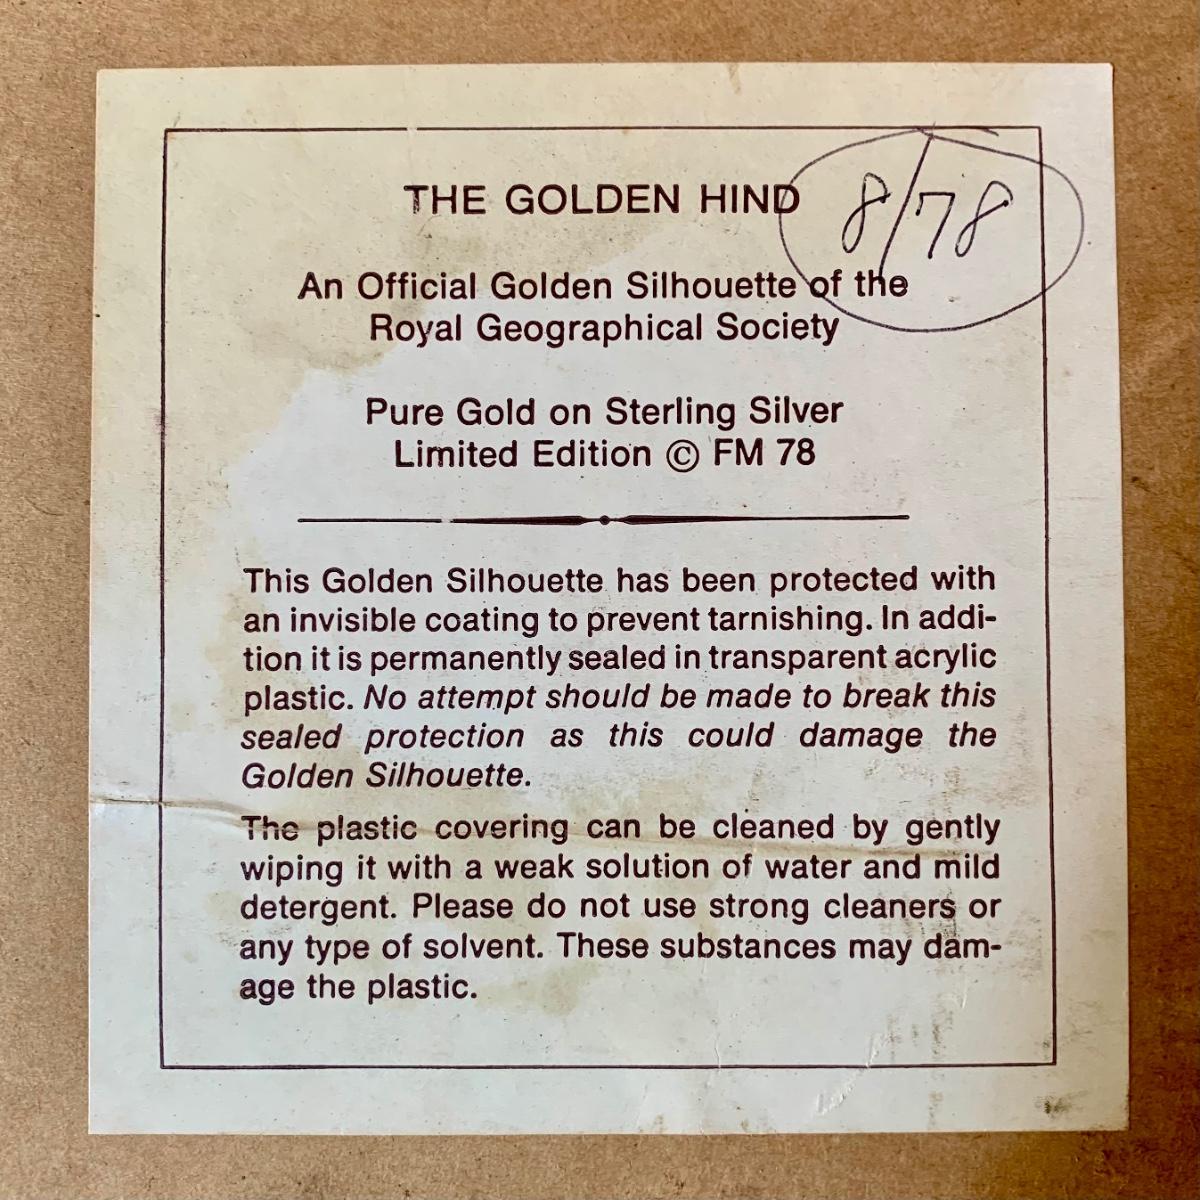 THE GOLDEN HIND
8/78
An Official Golden Silhouette of the
Royal Geographical Society
Pure Gold on Sterling Silver
Limited Edition © FM 78
This Golden Silhouette has been protected with
an invisible coating to prevent tarnishing. In addi-
tion it is permanently sealed in transparent acrylic
plastic. No attempt should be made to break this
sealed protection as this could damage the
Golden Silhouette.
The plastic covering can be cleaned by gently
wiping it with a weak solution of water and mild
detergent. Please do not use strong cleaners or
any type of solvent. These substances may dam-
age the plastic.